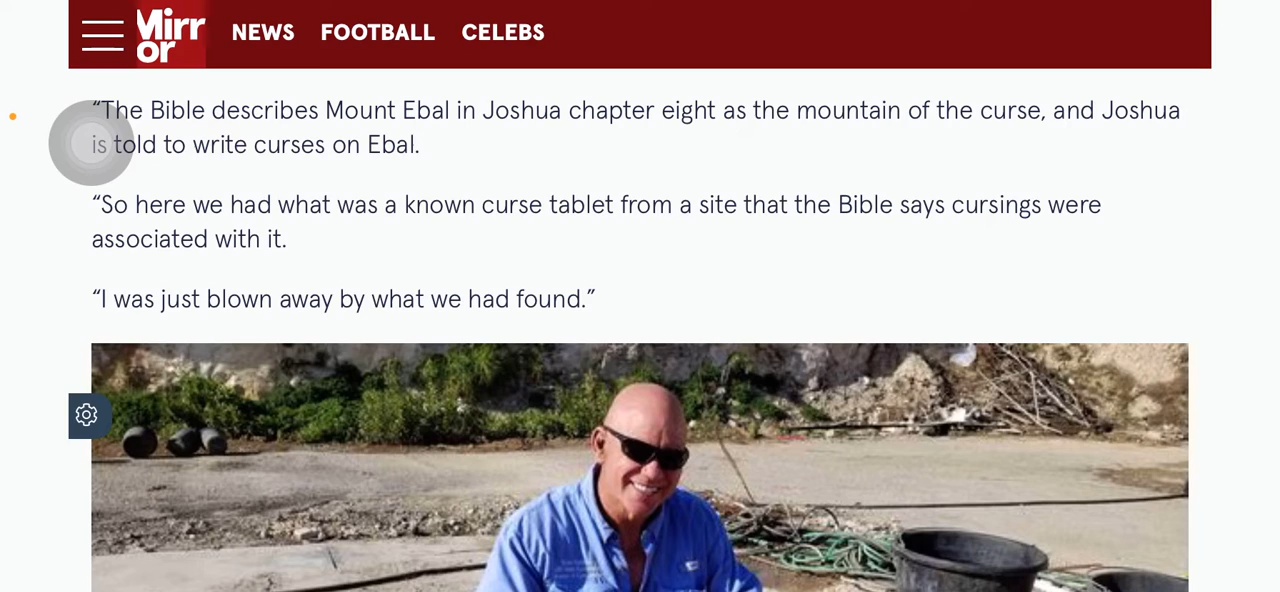 Mirr
or
NEWS FOOTBALL CELEBS
“The Bible describes Mount Ebal in Joshua chapter eight as the mountain of the curse, and Joshua
is told to write curses on Ebal.
“So here we had what was a known curse tablet from a site that the Bible says cursings were
associated with it.
“I was just blown away by what we had found.”